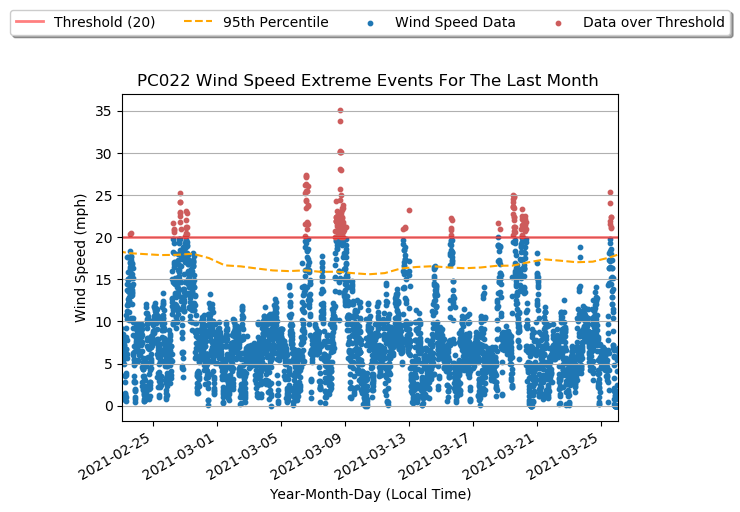 Threshold (20) 95th Percentile Wind Speed Data Data over Threshold
PC022 Wind Speed Extreme Events For The Last Month
Wind Speed (mph)
35
30
25
20
15
10
5
0
2021-02-25 2021-03-01 2021-03-05 2021-03-09 2021-03-13 2021-03-17 2021-03-21 2021-03-25
Year-Month-Day (Local Time)